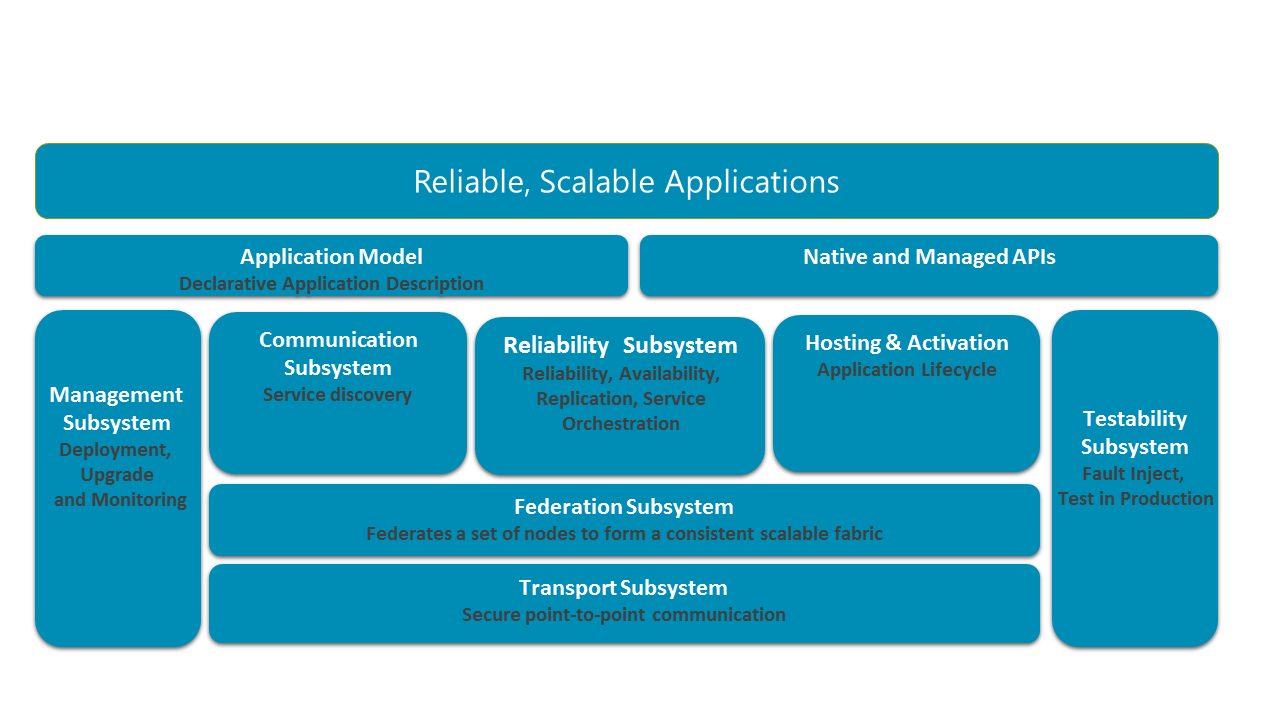 Reliable, Scalable Applications
Application Model
Declarative Application Description
Native and Managed APIs
Management
Subsystem
Deployment,
Upgrade
and Monitoring
Communication
Subsystem
Service discovery
Reliability Subsystem
Reliability, Availability,
Replication, Service
Orchestration
Hosting & Activation
Application Lifecycle
Testability
Subsystem
Fault Inject,
Test in Production
Federation Subsystem
Federates a set of nodes to form a consistent scalable fabric
Transport Subsystem
Secure point-to-point communication